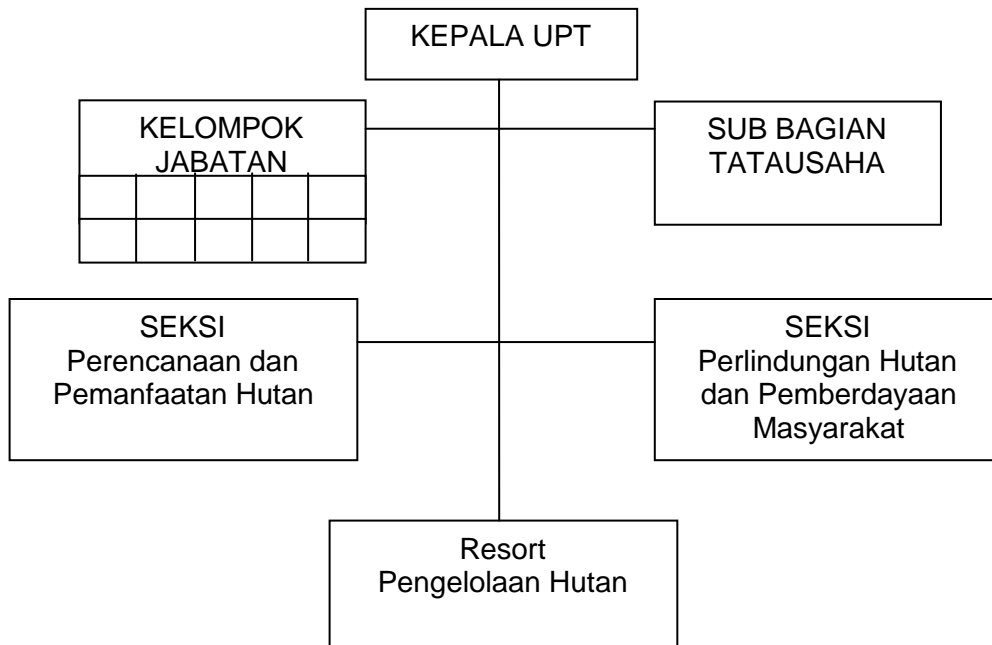 KEPALA UPT
KELOMPOK
JABATAN
SUB BAGIAN
TATAUSAHA
SEKSI
Perencanaan dan
Pemanfaatan Hutan
SEKSI
Perlindungan Hutan
dan Pemberdayaan
Masyarakat
Resort
Pengelolaan Hutan